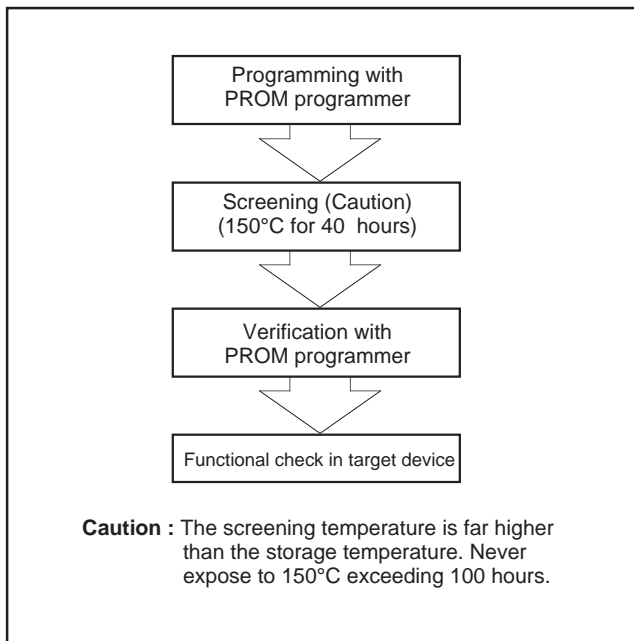 Programming with
PROM programmer
Screening (Caution)
(150°C for 40 hours)
Verification with
PROM programmer
Functional check in target device
Caution : The screening temperature is far higher
than the storage temperature. Never
expose to 150°C exceeding 100 hours.